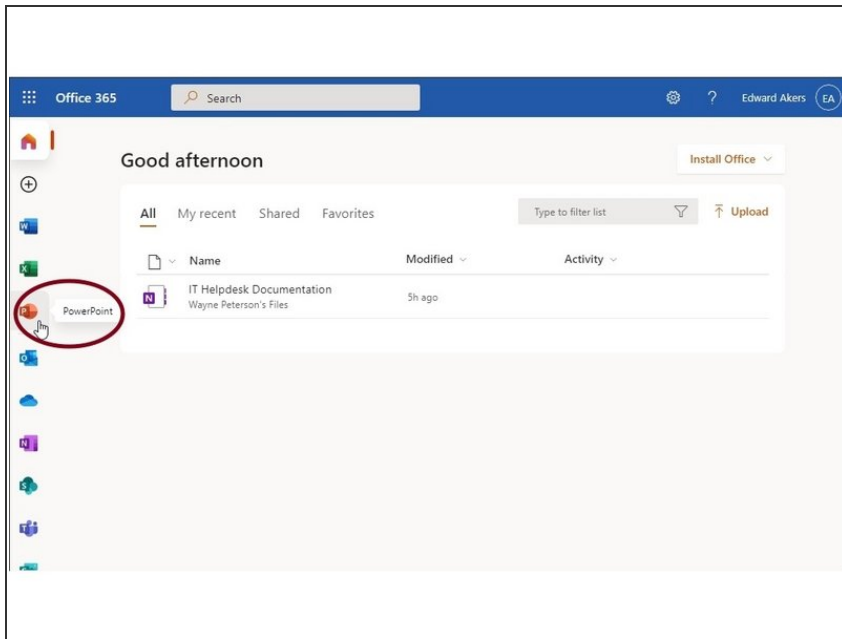 Office 365
Search
? Edward Akers EA
Good afternoon
Install Office
All My recent Shared Favorites
Type to filter list
Upload
Name Modified Activity
IT Helpdesk Documentation
Wayne Peterson's Files
5h ago
PowerPoint